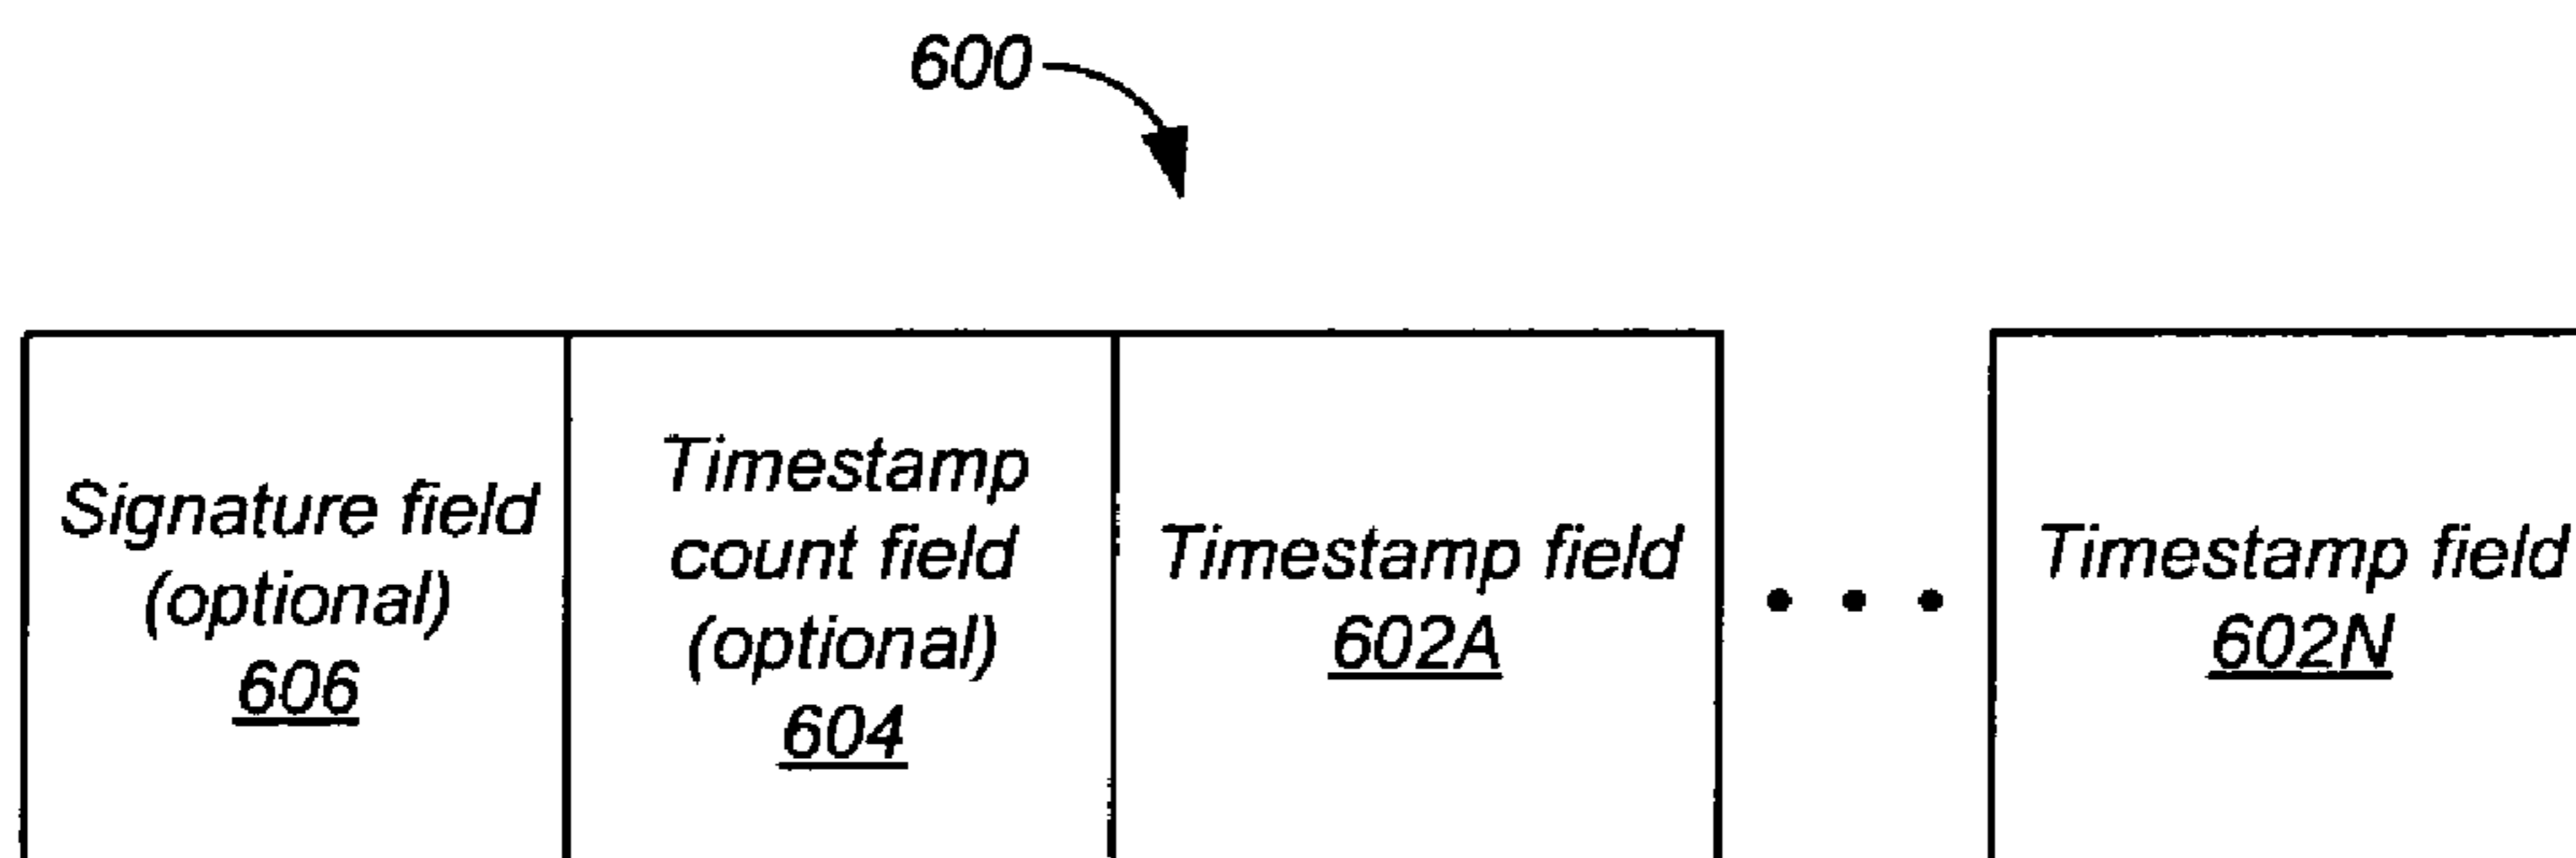 600
Signature field
(optional)
606
Timestamp
count field
(optional)
604
Timestamp field
602A
• • •
Timestamp field
602N